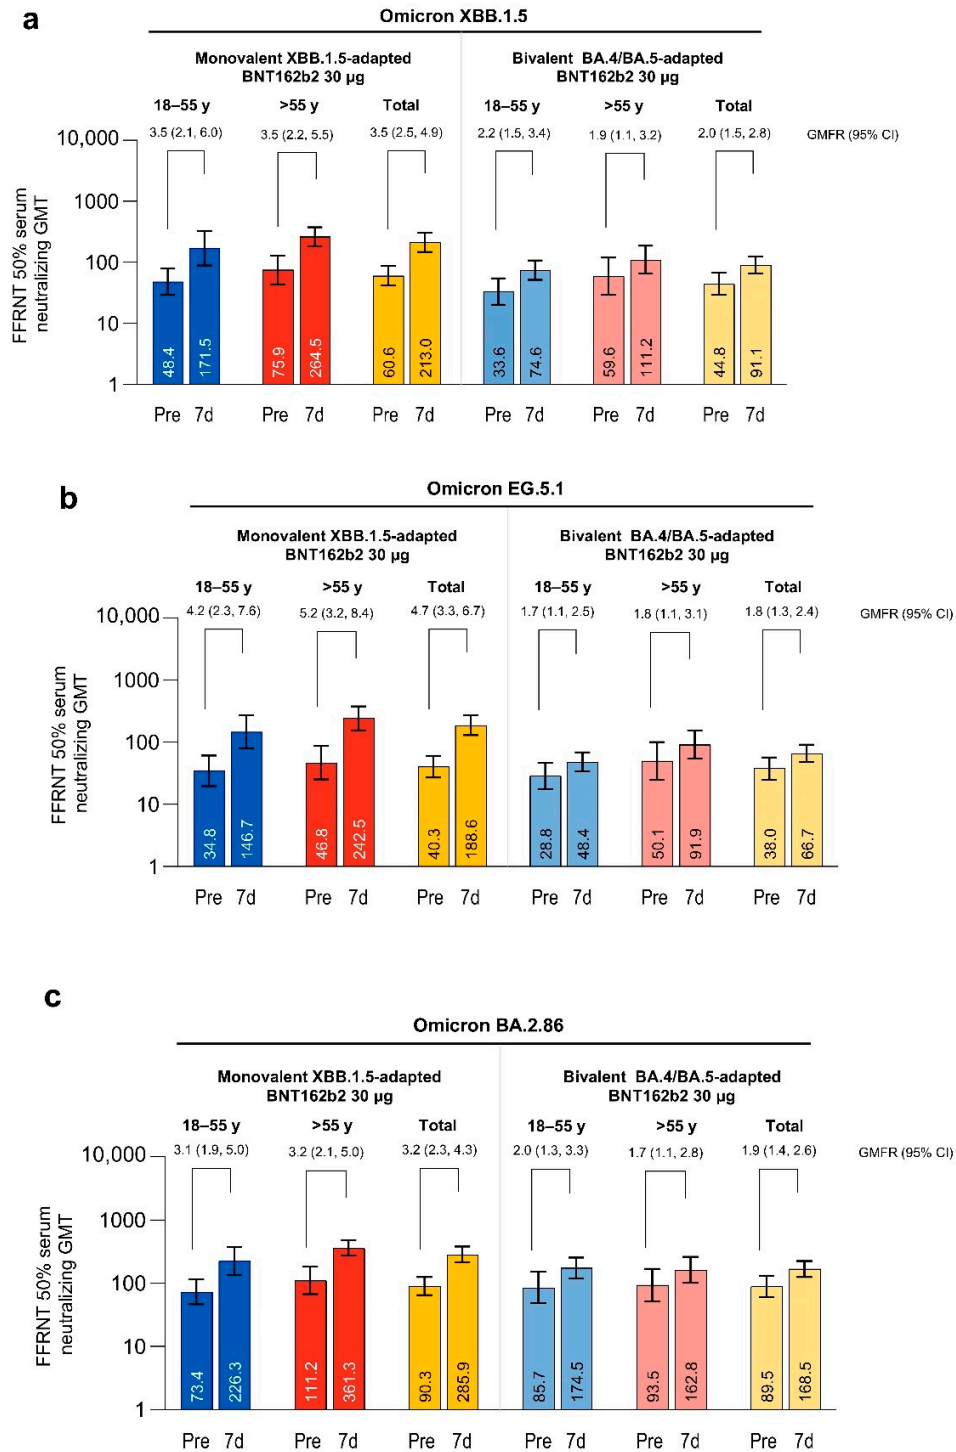 a
Omicron XBB.1.5
Monovalent XBB.1.5-adapted
BNT162b2 30 µg
Bivalent BA.4/BA.5-adapted
BNT162b2 30 µg
18–55 y >55 y Total 18–55 y >55 y Total
3.5 (2.1, 6.0) 3.5 (2.2, 5.5) 3.5 (2.5, 4.9) 2.2 (1.5, 3.4) 1.9 (1.1, 3.2) 2.0 (1.5, 2.8) GMFR (95% CI)
FFRNT 50% serum
neutralizing GMT
10,000
1000
100
10
1
48.4 171.5 75.9 264.5 60.6 213.0 33.6 74.6 59.6 111.2 44.8 91.1
Pre 7d Pre 7d Pre 7d Pre 7d Pre 7d Pre 7d
b
Omicron EG.5.1
Monovalent XBB.1.5-adapted
BNT162b2 30 µg
Bivalent BA.4/BA.5-adapted
BNT162b2 30 µg
18–55 y >55 y Total 18–55 y >55 y Total
4.2 (2.3, 7.6) 5.2 (3.2, 8.4) 4.7 (3.3, 6.7) 1.7 (1.1, 2.5) 1.8 (1.1, 3.1) 1.8 (1.3, 2.4) GMFR (95% CI)
FFRNT 50% serum
neutralizing GMT
10,000
1000
100
10
1
34.8 146.7 46.8 242.5 40.3 188.6 28.8 48.4 50.1 91.9 38.0 66.7
Pre 7d Pre 7d Pre 7d Pre 7d Pre 7d Pre 7d
c
Omicron BA.2.86
Monovalent XBB.1.5-adapted
BNT162b2 30 µg
Bivalent BA.4/BA.5-adapted
BNT162b2 30 µg
18–55 y >55 y Total 18–55 y >55 y Total
3.1 (1.9, 5.0) 3.2 (2.1, 5.0) 3.2 (2.3, 4.3) 2.0 (1.3, 3.3) 1.7 (1.1, 2.8) 1.9 (1.4, 2.6) GMFR (95% CI)
FFRNT 50% serum
neutralizing GMT
10,000
1000
100
10
1
73.4 226.3 111.2 361.3 90.3 285.9 85.7 174.5 93.5 162.8 89.5 168.5
Pre 7d Pre 7d Pre 7d Pre 7d Pre 7d Pre 7d